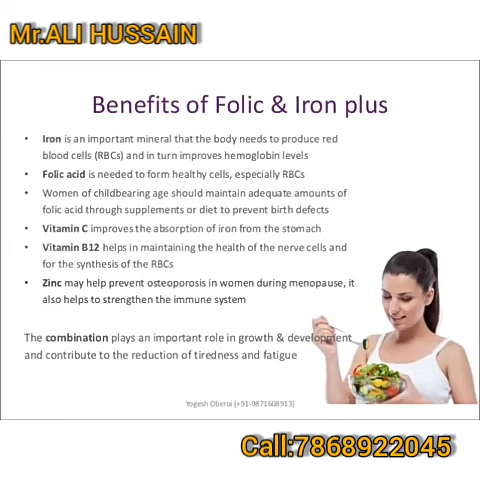 Mr.ALI HUSSAIN
Benefits of Folic & Iron plus
• Iron is an important mineral that the body needs to produce red
blood cells (RBCs) and in turn improves hemoglobin levels
• Folic acid is needed to form healthy cells, especially RBCs
• Women of childbearing age should maintain adequate amounts of
folic acid through supplements or diet to prevent birth defects
• Vitamin C improves the absorption of iron from the stomach
• Vitamin B12 helps in maintaining the health of the nerve cells and
for the synthesis of the RBCs
• Zinc may help prevent osteoporosis in women during menopause, it
also helps to strengthen the immune system
The combination plays an important role in growth & development
and contribute to the reduction of tiredness and fatigue
Yogesh Oberoi (+91-9871608913)
Call:7868922045